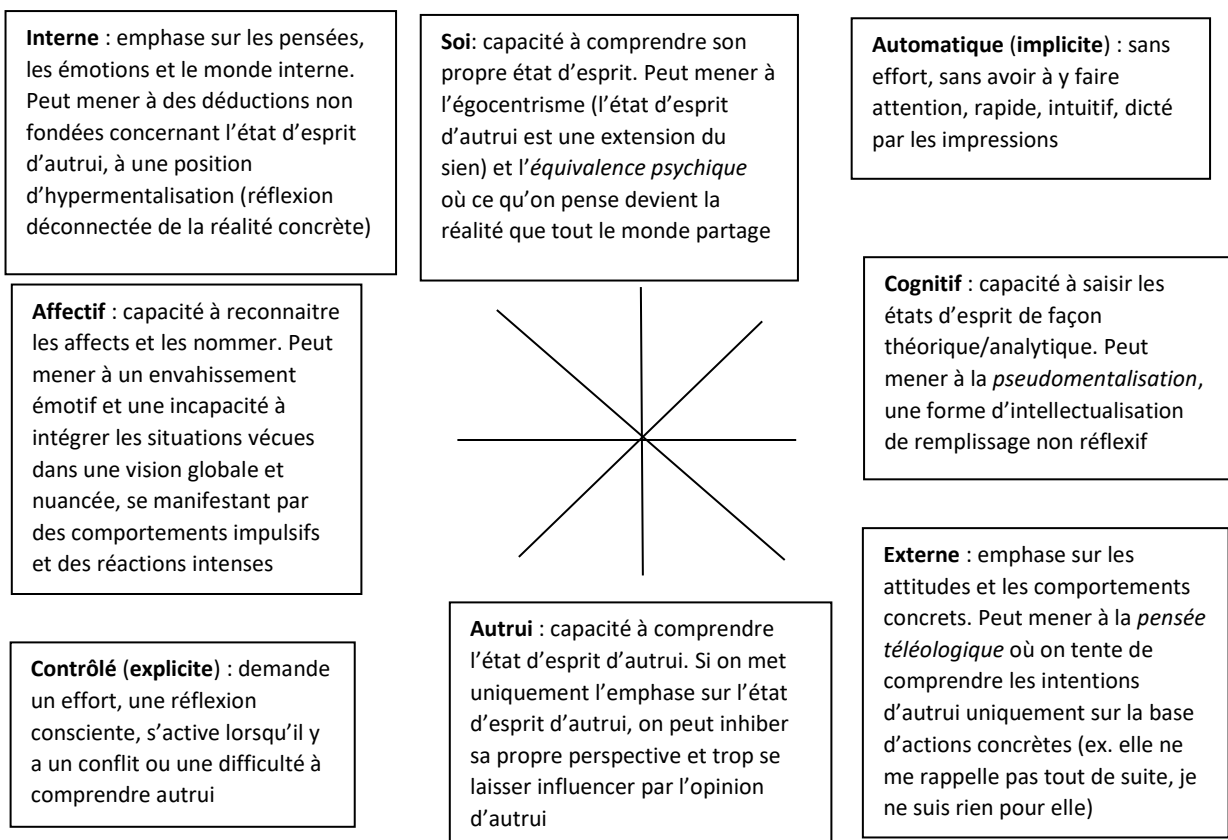 Interne : emphase sur les pensées,
les émotions et le monde interne.
Peut mener à des déductions non
fondées concernant l’état d’esprit
d’autrui, à une position
d’hypermentalisation (réflexion
déconnectée de la réalité concrète)
Soi: capacité à comprendre son
propre état d’esprit. Peut mener à
l’égocentrisme (l’état d’esprit
d’autrui est une extension du
sien) et l’équivalence psychique
où ce qu’on pense devient la
réalité que tout le monde partage
Automatique (implicite) : sans
effort, sans avoir à y faire
attention, rapide, intuitif, dicté
par les impressions
Affectif : capacité à reconnaitre
les affects et les nommer. Peut
mener à un envahissement
émotif et une incapacité à
intégrer les situations vécues
dans une vision globale et
nuancée, se manifestant par
des comportements impulsifs
et des réactions intenses
Cognitif : capacité à saisir les
états d’esprit de façon
théorique/analytique. Peut
mener à la pseudomentalisation,
une forme d’intellectualisation
de remplissage non réflexif
Contrôlé (explicite) : demande
un effort, une réflexion
consciente, s’active lorsqu’il y
a un conflit ou une difficulté à
comprendre autrui
Autrui : capacité à comprendre
l’état d’esprit d’autrui. Si on met
uniquement l’emphase sur l’état
d’esprit d’autrui, on peut inhiber
sa propre perspective et trop se
laisser influencer par l’opinion
d’autrui
Externe : emphase sur les
attitudes et les comportements
concrets. Peut mener à la pensée
téléologique où on tente de
comprendre les intentions
d’autrui uniquement sur la base
d’actions concrètes (ex. elle ne
me rappelle pas tout de suite, je
ne suis rien pour elle)